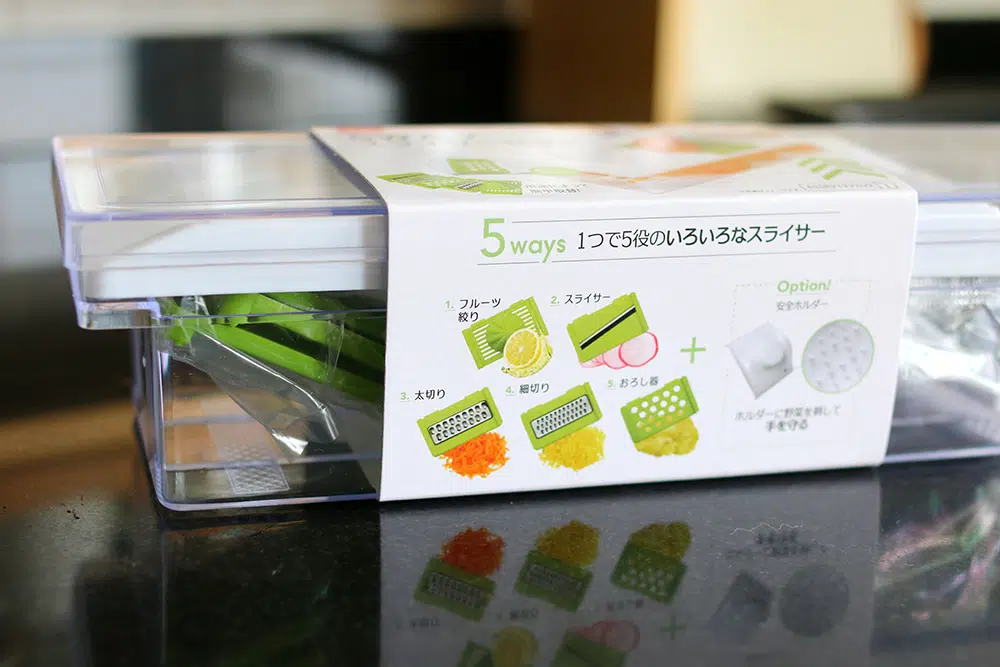 5 ways 1つで5役のいろいろなスライサー
1. フルーツ
絞り
2. スライサー
3. 太切り
4. 細切り
5. おろし器
+
Option!
安全ホルダー
ホルダーに野菜を刺して
手を守る